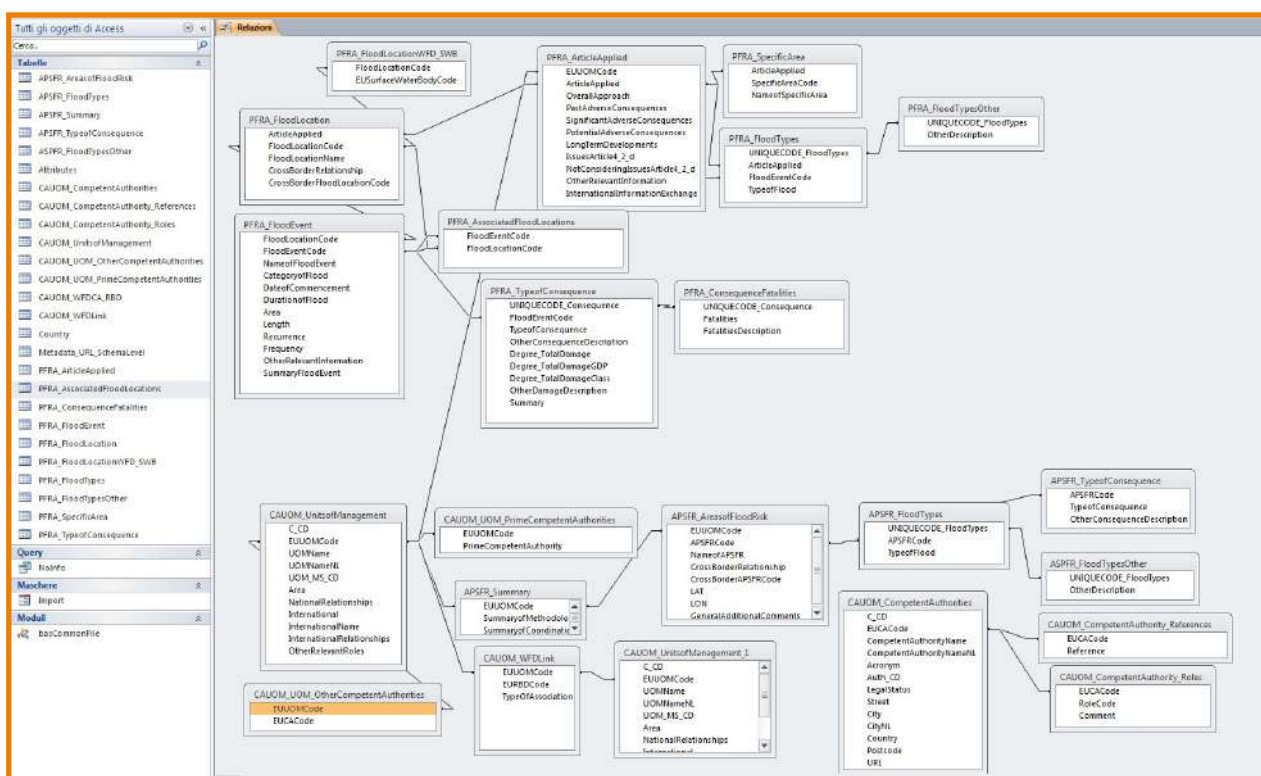 Tutti gli oggetti di Access
Cerca...
Tabelle
APSFR_AreasofFloodRisk
APSFR_FloodTypes
APSFR_Summary
APSFR_TypeofConsequence
ASPFR_FloodTypesOther
Attributes
CAUOM_CompetentAuthorities
CAUOM_CompetentAuthority_References
CAUOM_CompetentAuthority_Roles
CAUOM_UnitsofManagement
CAUOM_UOM_OtherCompetentAuthorities
CAUOM_UOM_PrimeCompetentAuthorities
CAUOM_WFDCA_RBD
CAUOM_WFDLink
Country
Metadata_URL_SchemaLevel
PFRA_ArticleApplied
PFRA_AssociatedFloodLocations
PFRA_ConsequenceFatalities
PFRA_FloodEvent
PFRA_FloodLocation
PFRA_FloodLocationWFD_SWB
PFRA_FloodTypes
PFRA_FloodTypesOther
PFRA_SpecificArea
PFRA_TypeofConsequence
Query
NoInfo
Maschere
Import
Moduli
basCommonFile
Relazioni
PFRA_FloodLocationWFD_SWB
FloodLocationCode
EUSurfaceWaterBodyCode
PFRA_ArticleApplied
EUUOMCode
ArticleApplied
OverallApproach
PastAdverseConsequences
SignificantAdverseConsequences
PotentialAdverseConsequences
LongTermDevelopments
IssuesArticle4_2_d
NotConsideringIssuesArticle4_2_d
OtherRelevantInformation
InternationalInformationExchange
PFRA_SpecificArea
ArticleApplied
SpecificAreaCode
NameofSpecificArea
PFRA_FloodTypesOther
UNIQUECODE_FloodTypes
OtherDescription
PFRA_FloodLocation
ArticleApplied
FloodLocationCode
FloodLocationName
CrossBorderRelationship
CrossBorderFloodLocationCode
PFRA_FloodTypes
UNIQUECODE_FloodTypes
ArticleApplied
FloodEventCode
TypeofFlood
PFRA_FloodEvent
FloodLocationCode
FloodEventCode
NameofFloodEvent
CategoryofFlood
DateofCommencement
DurationofFlood
Area
Length
Recurrence
Frequency
OtherRelevantInformation
SummaryFloodEvent
PFRA_AssociatedFloodLocations
FloodEventCode
FloodLocationCode
PFRA_TypeofConsequense
UNIQUECODE_Consequence
FloodEventCode
TypeofConsequence
OtherConsequenceDescription
Degree_TotalDamage
Degree_TotalDamageGDP
Degree_TotalDamageClass
OtherDamageDescription
Summary
PFRA_ConsequenceFatalities
UNIQUECODE_Consequence
Fatalities
FatalitiesDescription
CAUOM_UnitsofManagement
C_CD
EUUOMCode
UOMName
UOMNameNL
UOM_MS_CD
Area
NationalRelationships
International
InternationalName
InternationalRelationships
OtherRelevantRoles
CAUOM_UOM_PrimeCompetentAuthorities
EUUOMCode
PrimeCompetentAuthority
APSFR_AreasofFloodRisk
EUUOMCode
APSFRCode
NameofAPSFR
CrossBorderRelationship
CrossBorderAPSFRCode
LAT
LON
GeneralAdditionalComments
APSFR_FloodTypes
UNIQUECODE_FloodTypes
APSFRCode
TypeofFlood
APSFR_TypeofConsequence
APSFRCode
TypeofConsequence
OtherConsequenceDescription
ASPFR_FloodTypesOther
UNIQUECODE_FloodTypes
OtherDescription
APSFR_Summary
EUUOMCode
SummaryofMethodolo
SummaryofCoordinatic
CAUOM_WFDLink
EUUOMCode
EURBDCode
TypeOfAssociation
CAUOM_UnitsofManagement_1
C_CD
EUUOMCode
UOMName
UOMNameNL
UOM_MS_CD
Area
NationalRelationships
International
CAUOM_UOM_OtherCompetentAuthorities
EUUOMCode
EUCACode
CAUOM_CompetentAuthorities
C_CD
EUCACode
CompetentAuthorityName
CompetentAuthorityNameNL
Acronym
Auth_CD
LegalStatus
Street
City
CityNL
Country
Postcode
URL
CAUOM_CompetentAuthority_References
EUCACode
Reference
CAUOM_CompetentAuthority_Roles
EUCACode
RoleCode
Comment